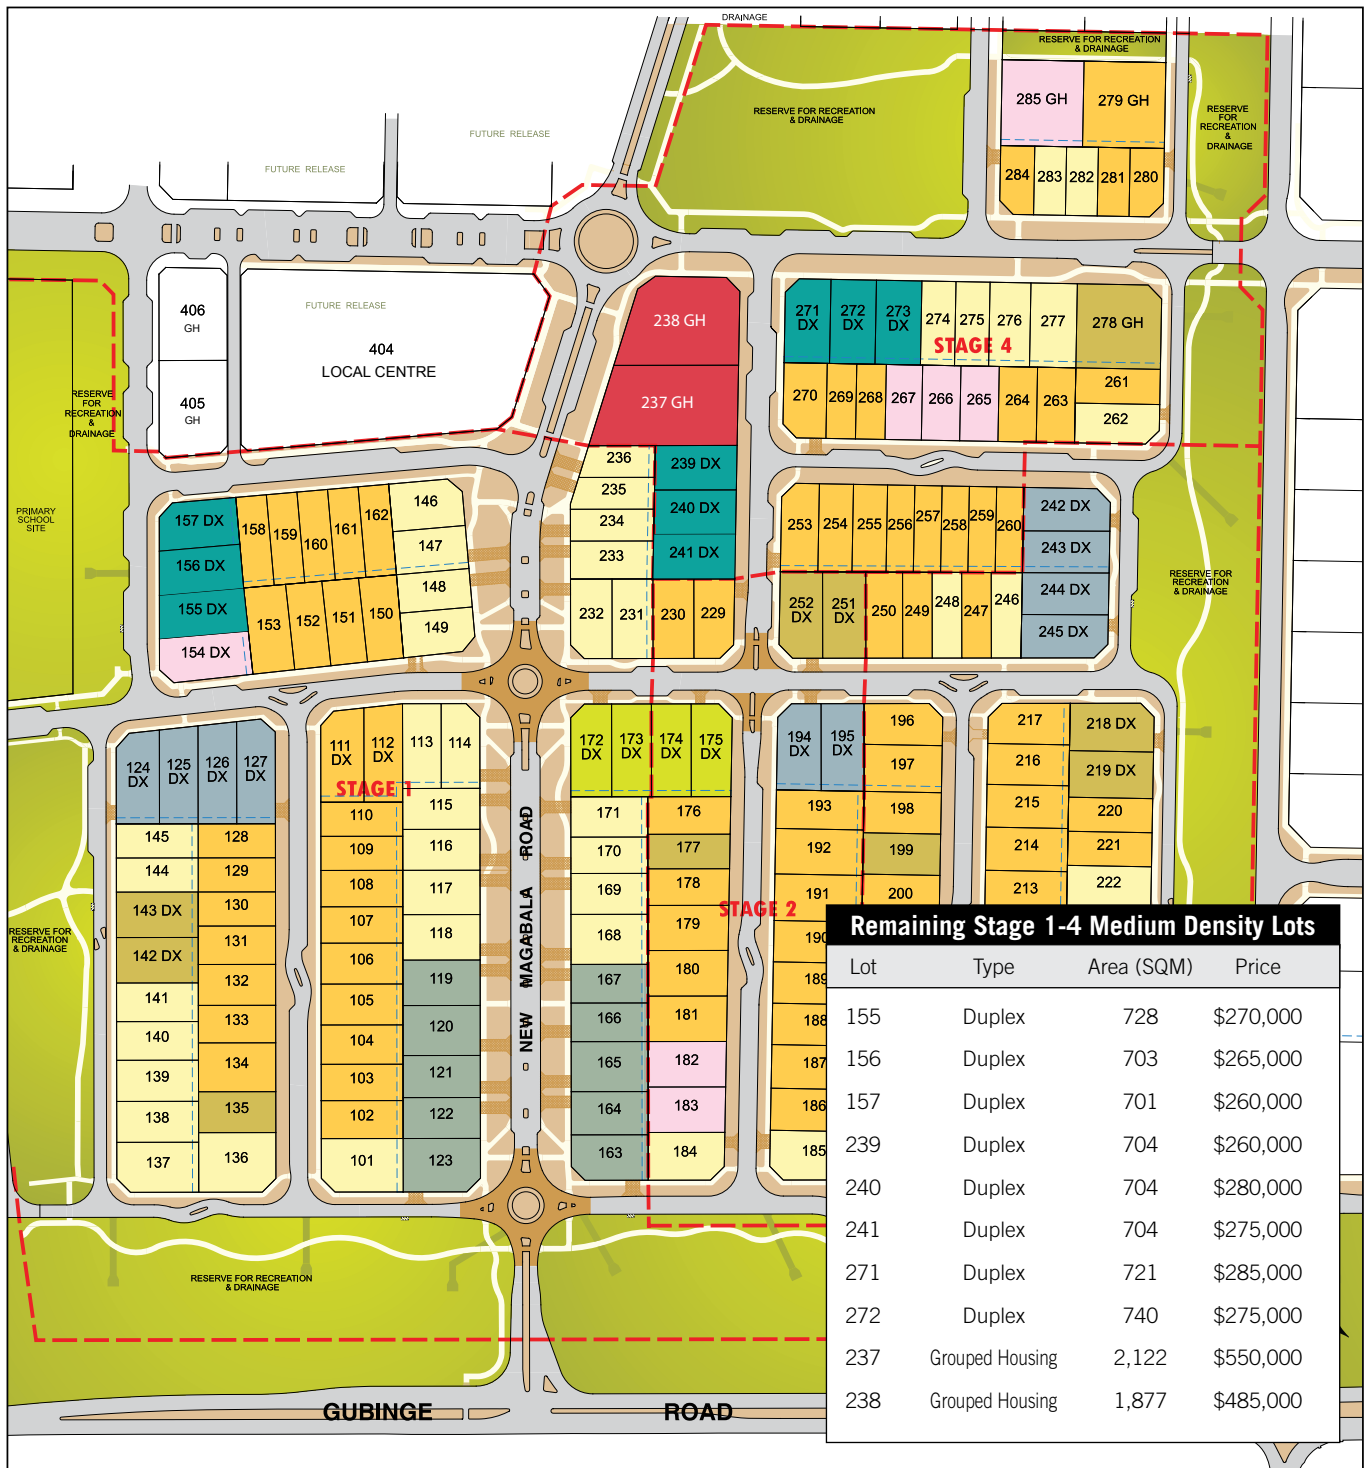 DRAINAGE
RESERVE FOR RECREATION
& DRAINAGE
285 GH
279 GH
RESERVE FOR RECREATION
& DRAINAGE
RESERVE
FOR
RECREATION
&
DRAINAGE
FUTURE RELEASE
FUTURE RELEASE
284
283
282
281
280
406
GH
FUTURE RELEASE
404
LOCAL CENTRE
405
GH
238 GH
237 GH
271
DX
272
DX
273
DX
274
275
276
277
278 GH
STAGE 4
270
269
268
267
266
265
264
263
261
262
RESERVE
FOR
RECREATION
&
DRAINAGE
PRIMARY
SCHOOL
SITE
157 DX
156 DX
155 DX
154 DX
158
159
160
161
162
146
147
148
149
153
152
151
150
236
235
234
233
232
231
230
229
239 DX
240 DX
241 DX
253
254
255
256
257
258
259
260
242 DX
243 DX
244 DX
245 DX
252
DX
251
DX
250
249
248
247
246
RESERVE FOR
RECREATION
& DRAINAGE
124
DX
125
DX
126
DX
127
DX
111
DX
112
DX
113
114
STAGE 1
172
DX
173
DX
174
DX
175
DX
194
DX
195
DX
196
197
217
216
215
214
213
218 DX
219 DX
220
221
222
145
144
143 DX
142 DX
141
140
139
138
137
128
129
130
131
132
133
134
135
136
110
109
108
107
106
105
104
103
102
101
115
116
117
118
119
120
121
122
123
NEW MAGABALA ROAD
171
170
169
168
167
166
165
164
163
176
177
178
179
180
181
182
183
184
STAGE 2
193
192
191
190
189
188
187
186
185
198
199
200
RESERVE FOR
RECREATION
& DRAINAGE
RESERVE FOR RECREATION
& DRAINAGE
GUBINGE ROAD
Remaining Stage 1-4 Medium Density Lots
Lot Type Area (SQM) Price
155 Duplex 728 $270,000
156 Duplex 703 $265,000
157 Duplex 701 $260,000
239 Duplex 704 $260,000
240 Duplex 704 $280,000
241 Duplex 704 $275,000
271 Duplex 721 $285,000
272 Duplex 740 $275,000
237 Grouped Housing 2,122 $550,000
238 Grouped Housing 1,877 $485,000